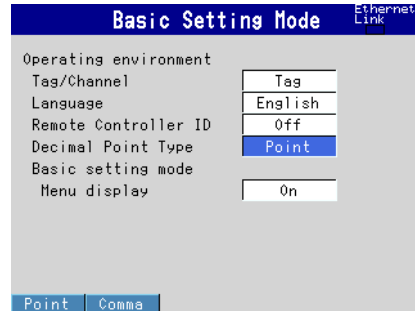 Basic Setting Mode
Ethernet
Link
Operating environment
Tag/Channel Tag
Language English
Remote Controller ID Off
Decimal Point Type Point
Basic setting mode
Menu display On
Point Comma